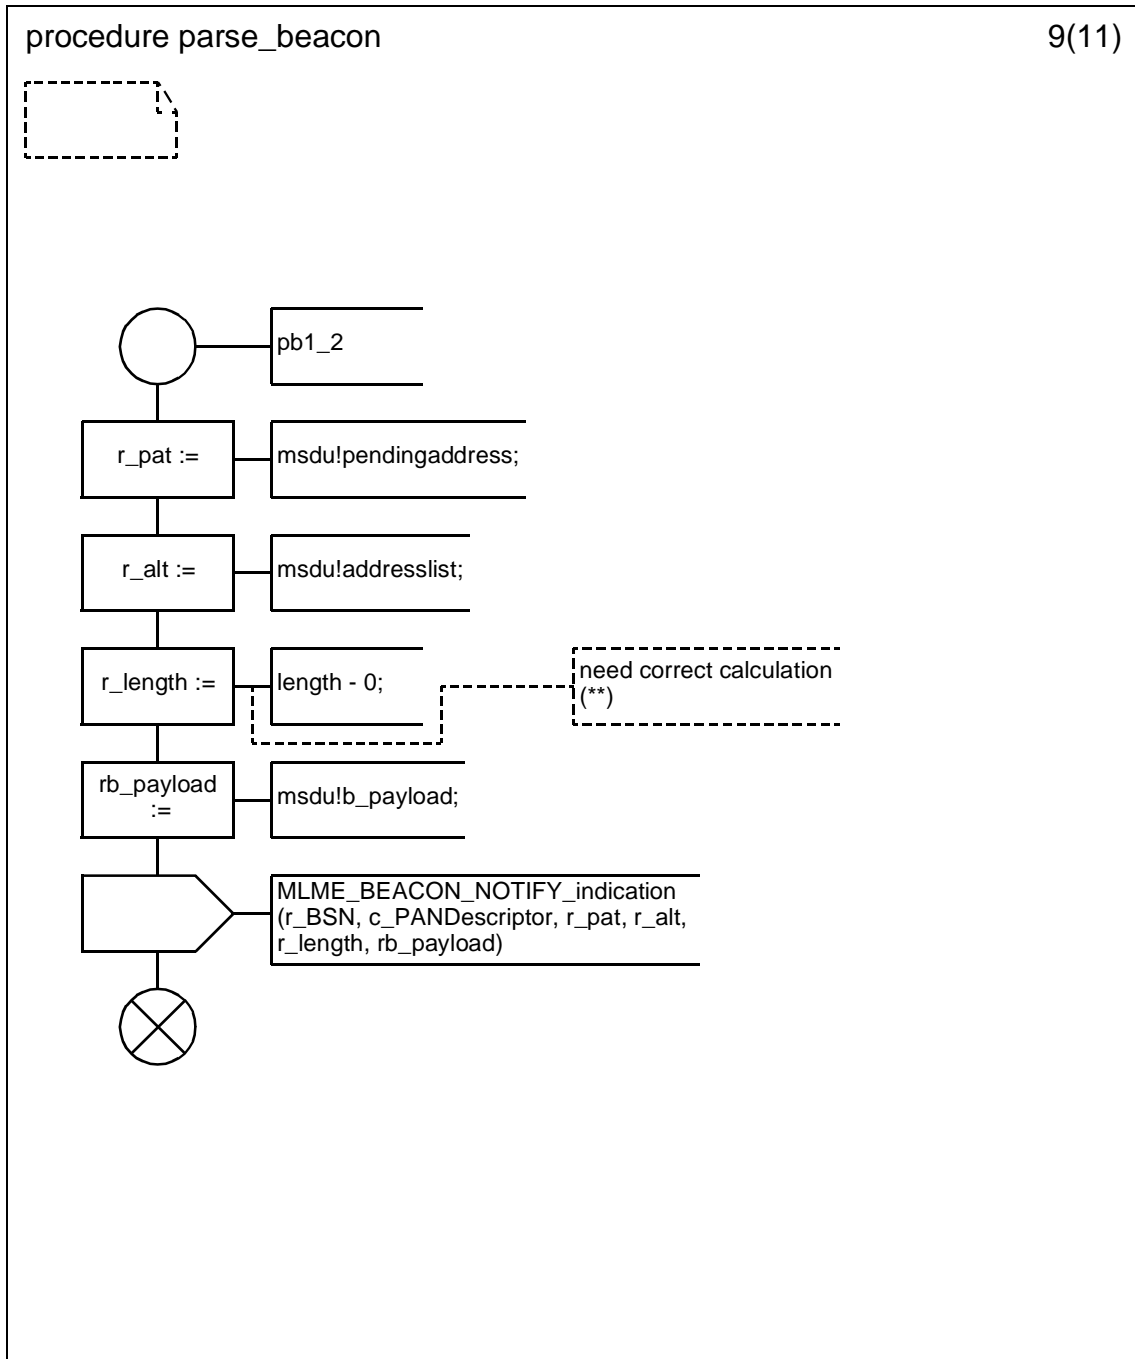 procedure parse_beacon
9(11)
pb1_2
r_pat :=
msdu!pendingaddress;
r_alt :=
msdu!addresslist;
r_length :=
length - 0;
need correct calculation
(**)
rb_payload
:=
msdu!b_payload;
MLME_BEACON_NOTIFY_indication
(r_BSN, c_PANDescriptor, r_pat, r_alt,
r_length, rb_payload)